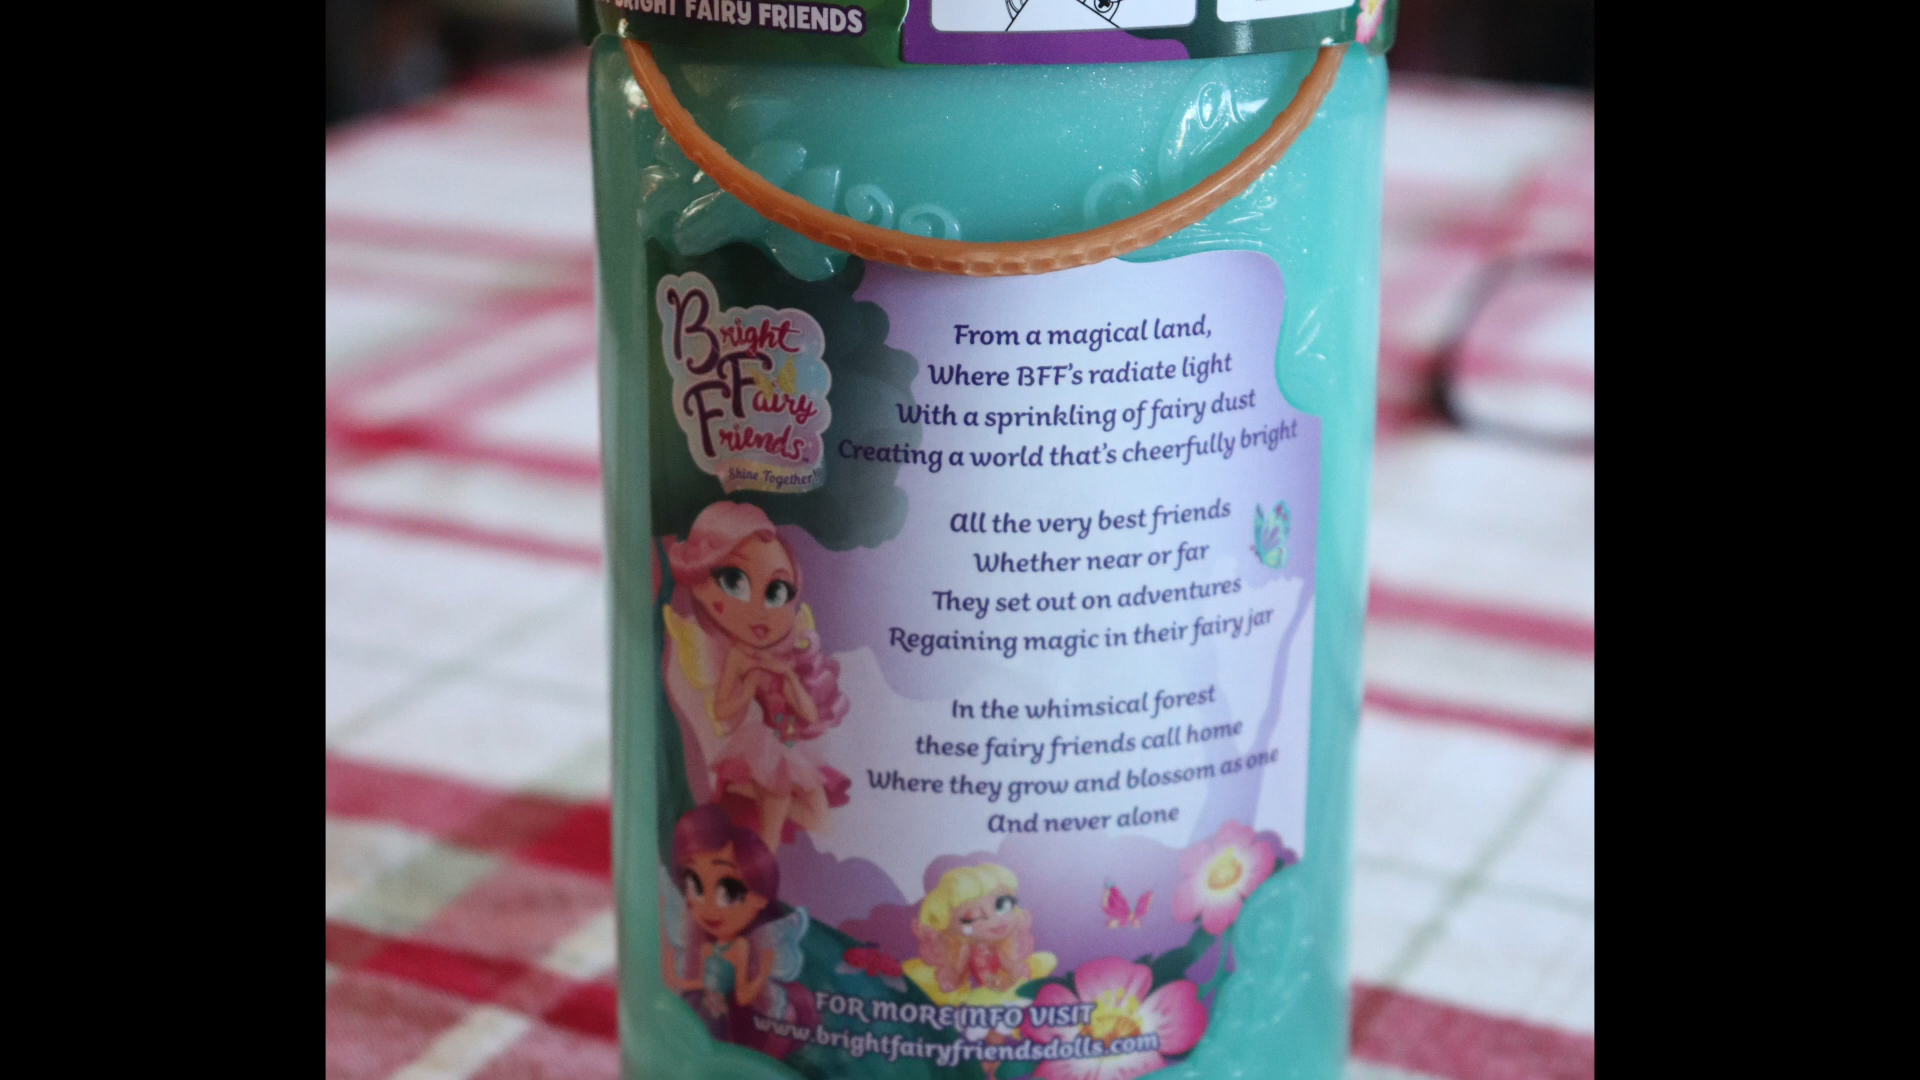 BRIGHT FAIRY FRIENDS
Bright
Fairy
Friends
Shine Together!
From a magical land,
Where BFF's radiate light
With a sprinkling of fairy dust
Creating a world that's cheerfully bright
All the very best friends
Whether near or far
They set out on adventures
Regaining magic in their fairy jar
In the whimsical forest
these fairy friends call home
Where they grow and blossom as one
And never alone
FOR MORE INFO VISIT
www.brightfairyfriendsdolls.com